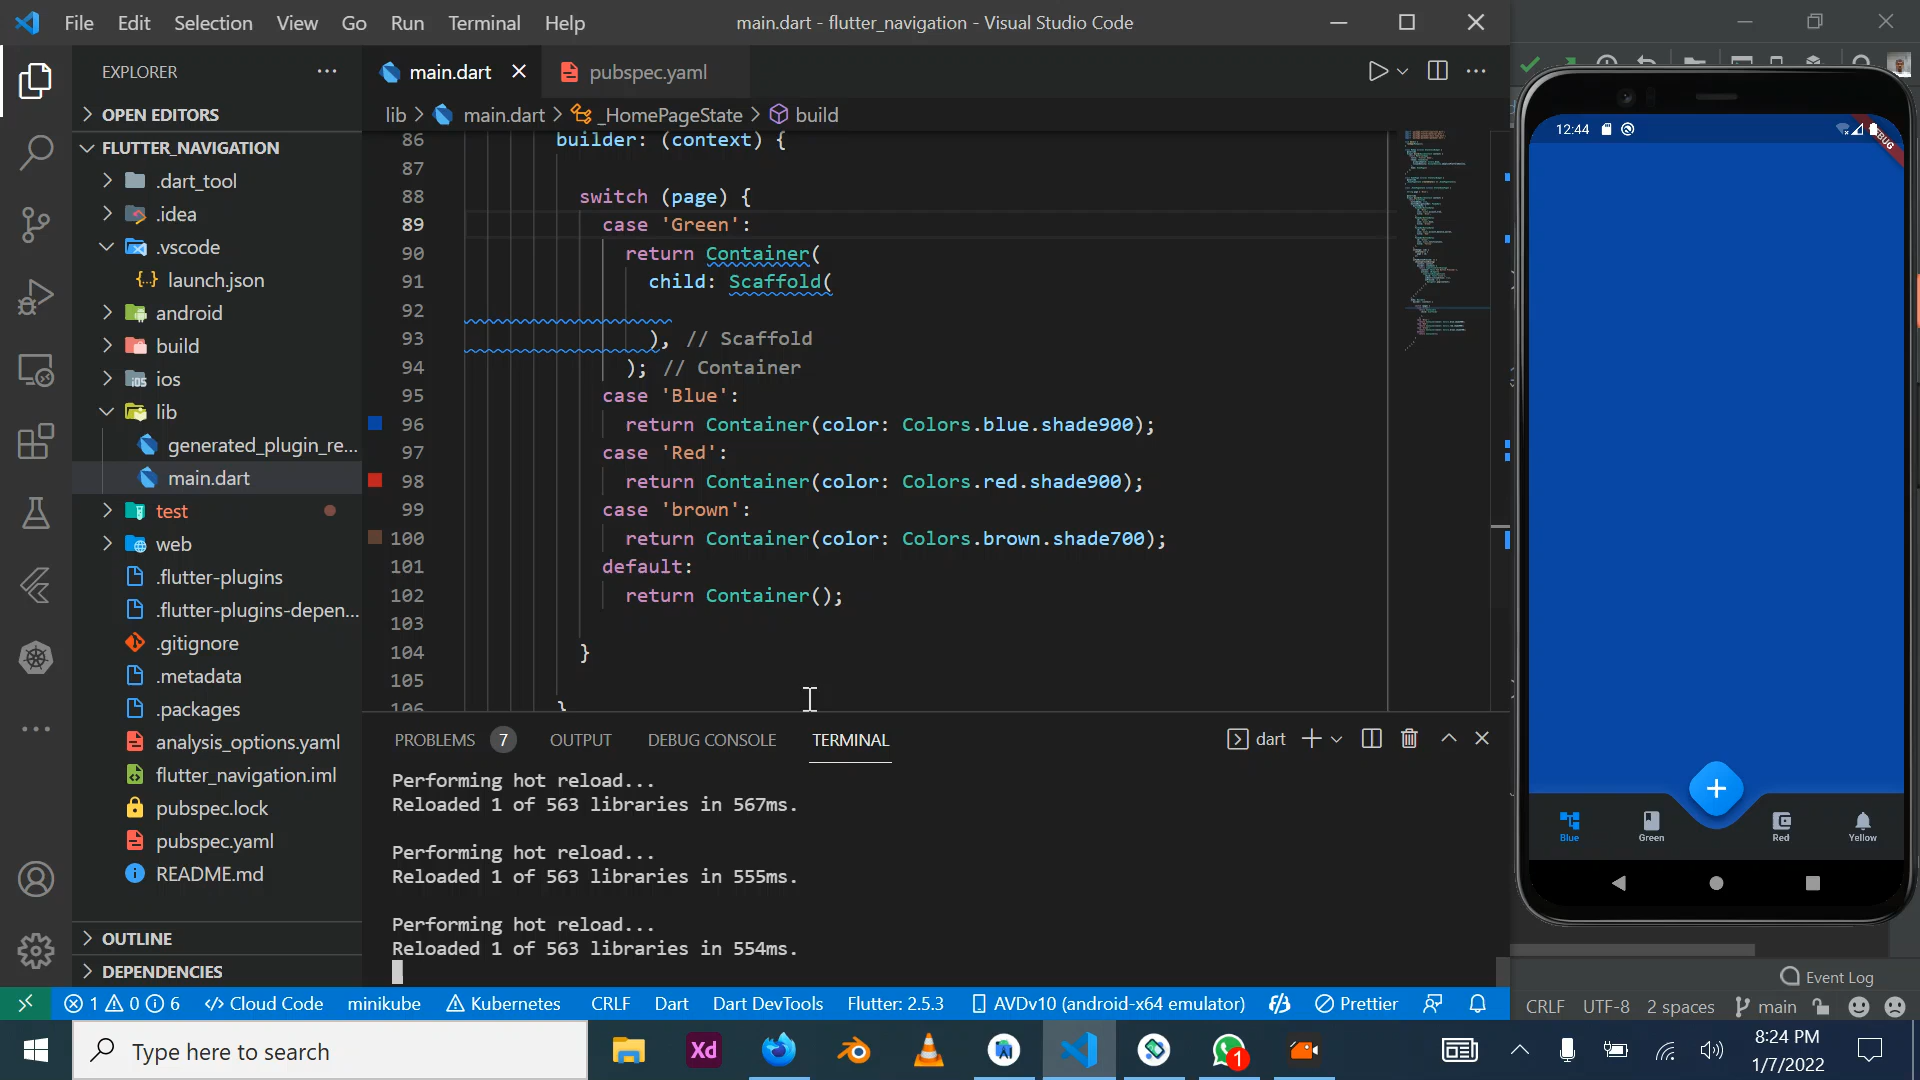 File Edit Selection View Go Run Terminal Help
main.dart - flutter_navigation - Visual Studio Code
EXPLORER
main.dart
pubspec.yaml
OPEN EDITORS
lib > main.dart > _HomePageState > build
FLUTTER_NAVIGATION
.dart_tool
.idea
.vscode
launch.json
android
build
ios
lib
generated_plugin_re...
main.dart
test
web
.flutter-plugins
.flutter-plugins-depen...
.gitignore
.metadata
.packages
analysis_options.yaml
flutter_navigation.iml
pubspec.lock
pubspec.yaml
README.md
OUTLINE
DEPENDENCIES
86 builder: (context) {
87
88 switch (page) {
89 case 'Green':
90 return Container(
91 child: Scaffold(
92
93 ), // Scaffold
94 ); // Container
95 case 'Blue':
96 return Container(color: Colors.blue.shade900);
97 case 'Red':
98 return Container(color: Colors.red.shade900);
99 case 'brown':
100 return Container(color: Colors.brown.shade700);
101 default:
102 return Container();
103
104 }
105
106 }
PROBLEMS 7 OUTPUT DEBUG CONSOLE TERMINAL
dart
Performing hot reload...
Reloaded 1 of 563 libraries in 567ms.
Performing hot reload...
Reloaded 1 of 563 libraries in 555ms.
Performing hot reload...
Reloaded 1 of 563 libraries in 554ms.
12:44
Blue Green Red Yellow
Event Log
1 0 6 Cloud Code minikube Kubernetes CRLF Dart Dart DevTools Flutter: 2.5.3 AVDv10 (android-x64 emulator) Prettier
CRLF UTF-8 2 spaces main
Type here to search
Xd
1
8:24 PM
1/7/2022